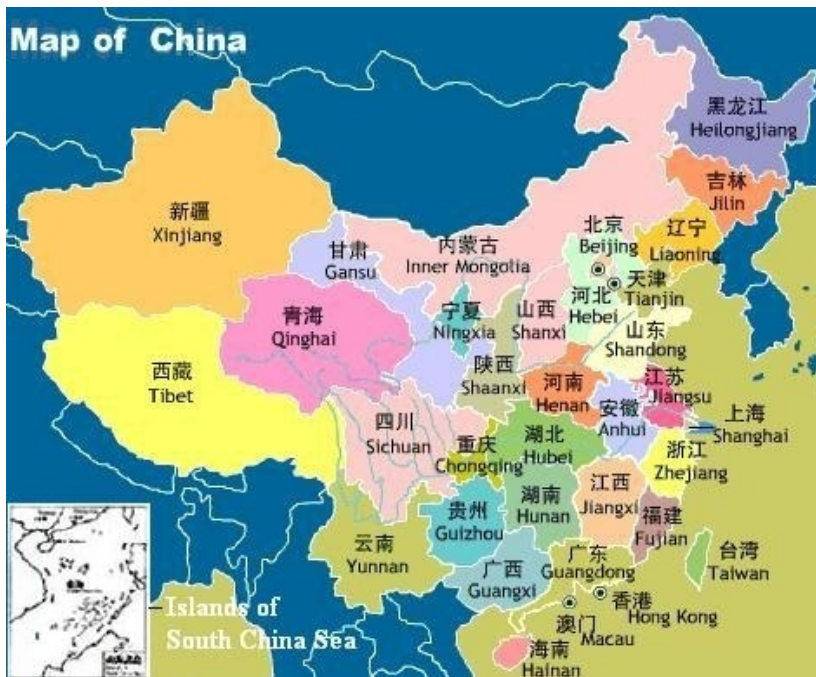 Map of China
黑龙江
Heilongjiang
吉林
Jilin
辽宁
Liaoning
新疆
Xinjiang
甘肃
Gansu
内蒙古
Inner Mongolia
北京
Beijing
天津
Tianjin
河北
Hebei
青海
Qinghai
宁夏
Ningxia
山西
Shanxi
山东
Shandong
西藏
Tibet
陕西
Shaanxi
河南
Henan
江苏
Jiangsu
安徽
Anhui
上海
Shanghai
四川
Sichuan
重庆
Chongqing
湖北
Hubei
浙江
Zhejiang
江西
Jiangxi
湖南
Hunan
贵州
Guizhou
福建
Fujian
云南
Yunnan
广西
Guangxi
广东
Guangdong
台湾
Taiwan
香港
Hong Kong
澳门
Macau
海南
Hainan
Islands of
South China Sea